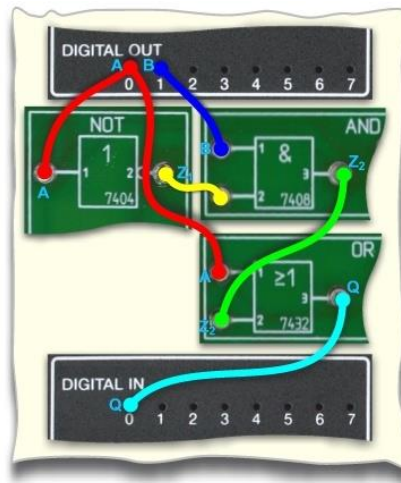 DIGITAL OUT
A B
0 1 2 3 4 5 6 7
NOT
1
A 1 2 Z₁
7404
AND
B 1 &
3 Z₂
2 7408
OR
A 1 ≥1
3 Q
Z₂ 2 7432
DIGITAL IN
Q
0 1 2 3 4 5 6 7